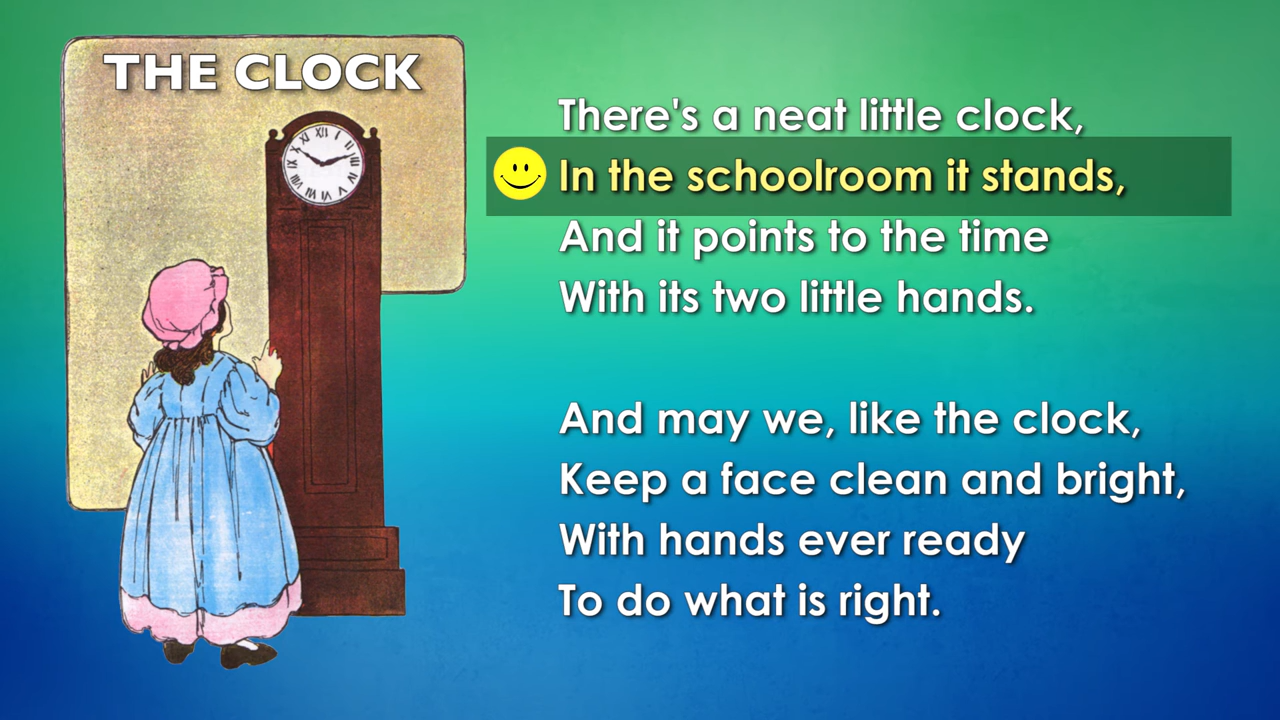 THE CLOCK
There's a neat little clock,
In the schoolroom it stands,
And it points to the time
With its two little hands.
And may we, like the clock,
Keep a face clean and bright,
With hands ever ready
To do what is right.